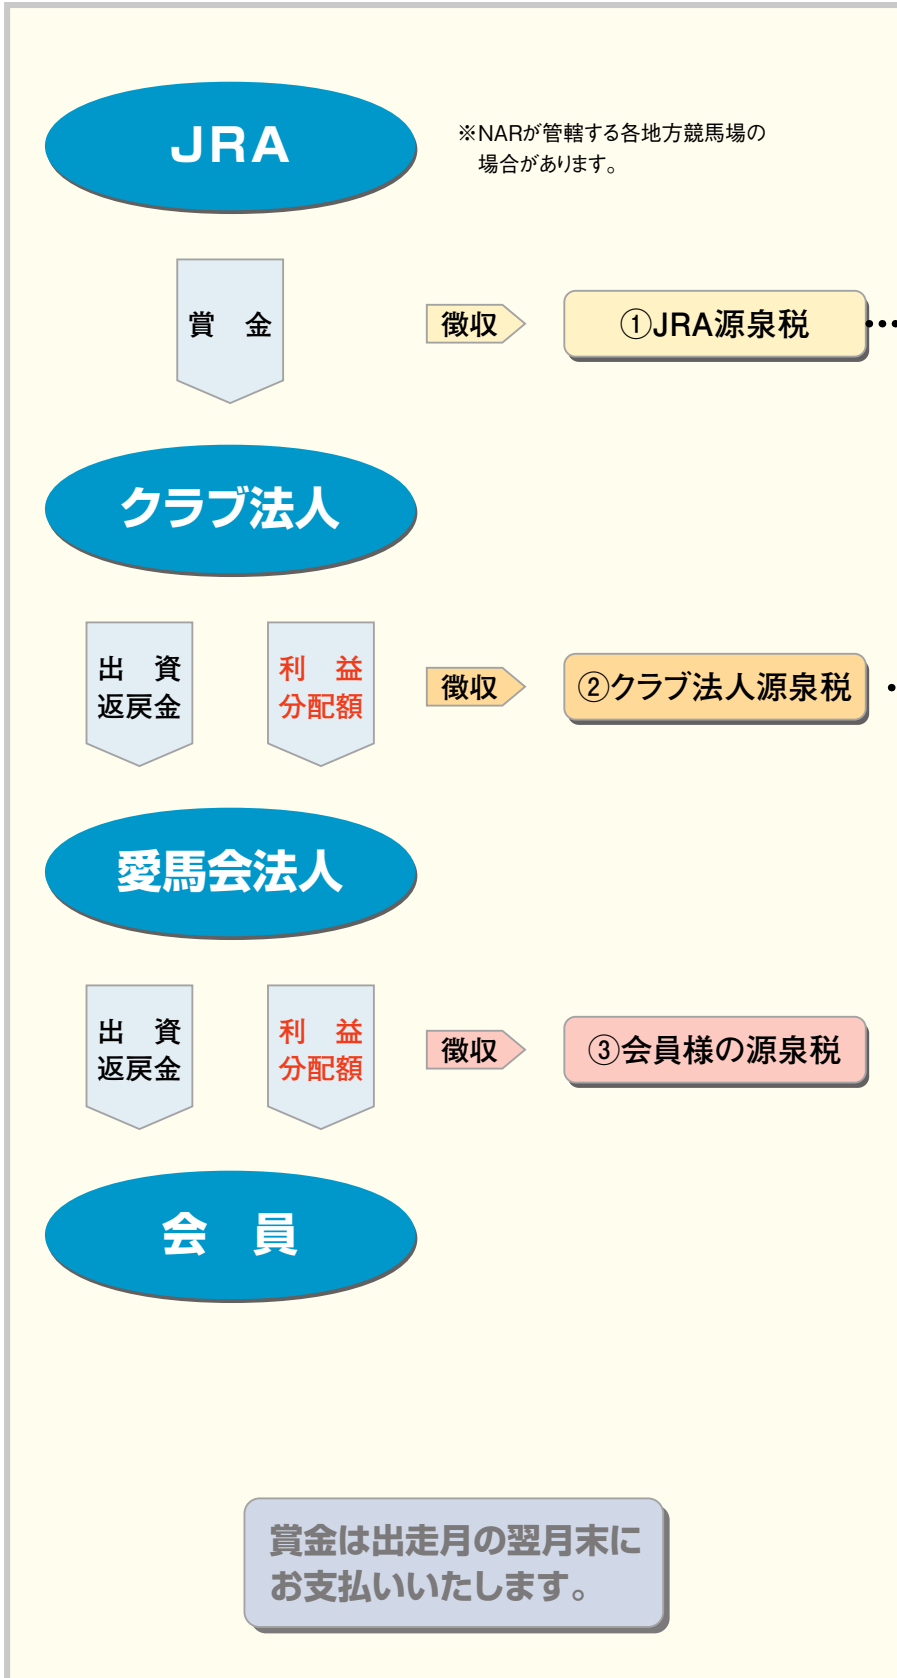 JRA
※NARが管轄する各地方競馬場の
場合があります。
賞　金
徴収
①JRA源泉税
クラブ法人
出　資
返戻金
利　益
分配額
徴収
②クラブ法人源泉税
愛馬会法人
出　資
返戻金
利　益
分配額
徴収
③会員様の源泉税
会　員
賞金は出走月の翌月末に
お支払いいたします。